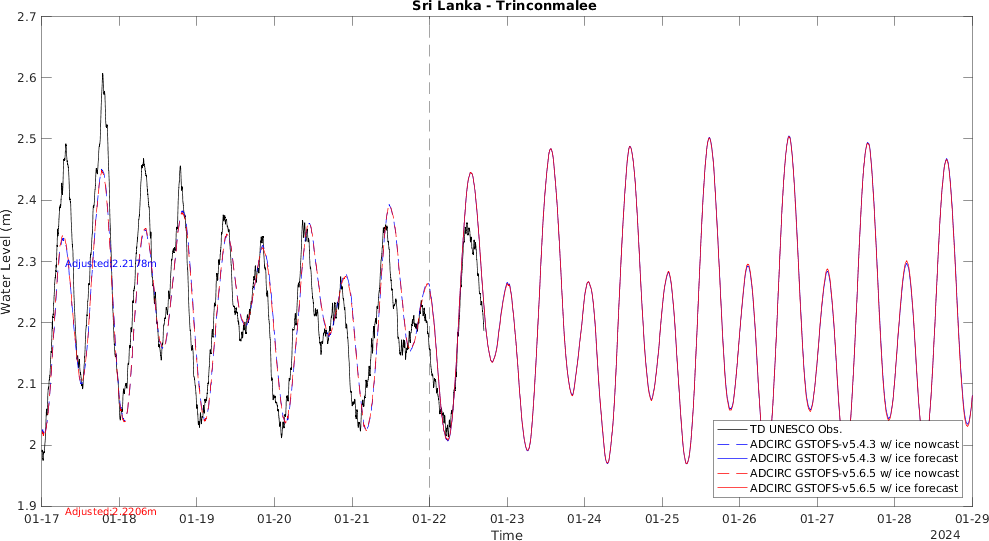 Sri Lanka - Trinconmalee
2.7
2.6
2.5
2.4
2.3
2.2
2.1
2
1.9
Water Level (m)
Adjusted:2.2178m
Adjusted:2.2206m
TD UNESCO Obs.
ADCIRC GSTOFS-v5.4.3 w/ ice nowcast
ADCIRC GSTOFS-v5.4.3 w/ ice forecast
ADCIRC GSTOFS-v5.6.5 w/ ice nowcast
ADCIRC GSTOFS-v5.6.5 w/ ice forecast
01-17 01-18 01-19 01-20 01-21 01-22 01-23 01-24 01-25 01-26 01-27 01-28 01-29
Time
2024